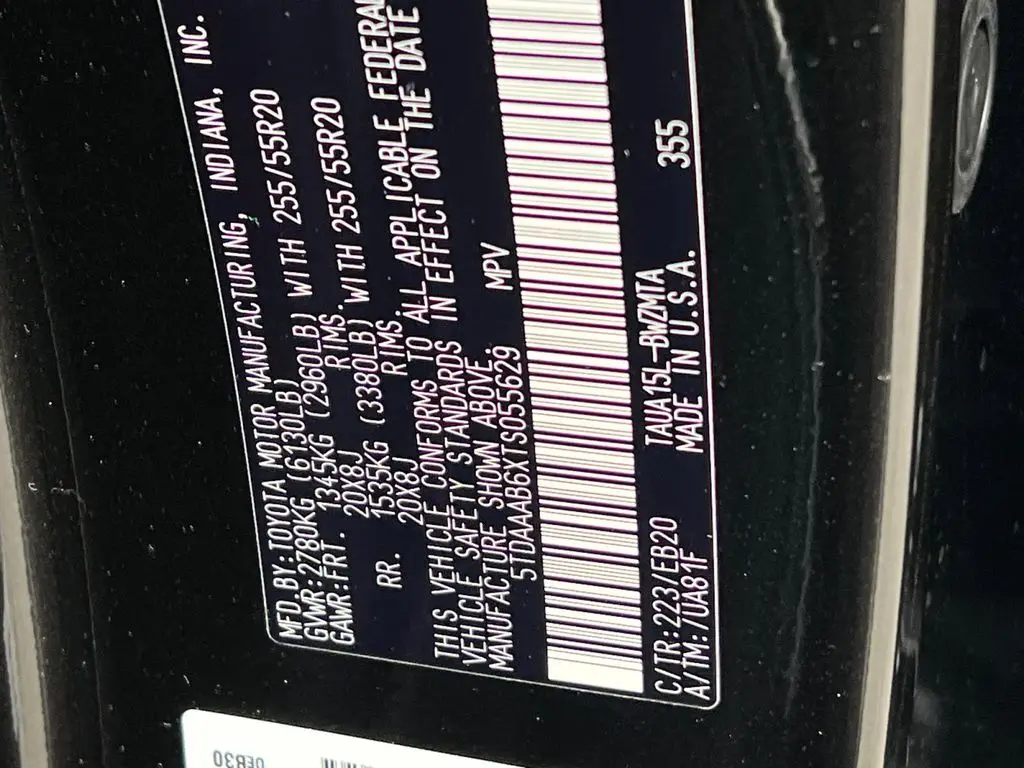 MFD BY:TOYOTA MOTOR MANUFACTURING, INDIANA, INC.
GVWR:2780KG (6130LB)
GAWR:FRT. 1345KG (2960LB) WITH 255/55R20
20X8J RIMS.
RR. 1535KG (3380LB) WITH 255/55R20
20X8J RIMS.
THIS VEHICLE CONFORMS TO ALL APPLICABLE FEDERAL
VEHICLE SAFETY STANDARDS IN EFFECT ON THE DATE
MANUFACTURE SHOWN ABOVE.
5TDAAAB6XTS055629 MPV
C/TR:223/EB20 TAUA15L-BWZMTA 355
A/TM:/UA81F MADE IN U.S.A.
0EB30